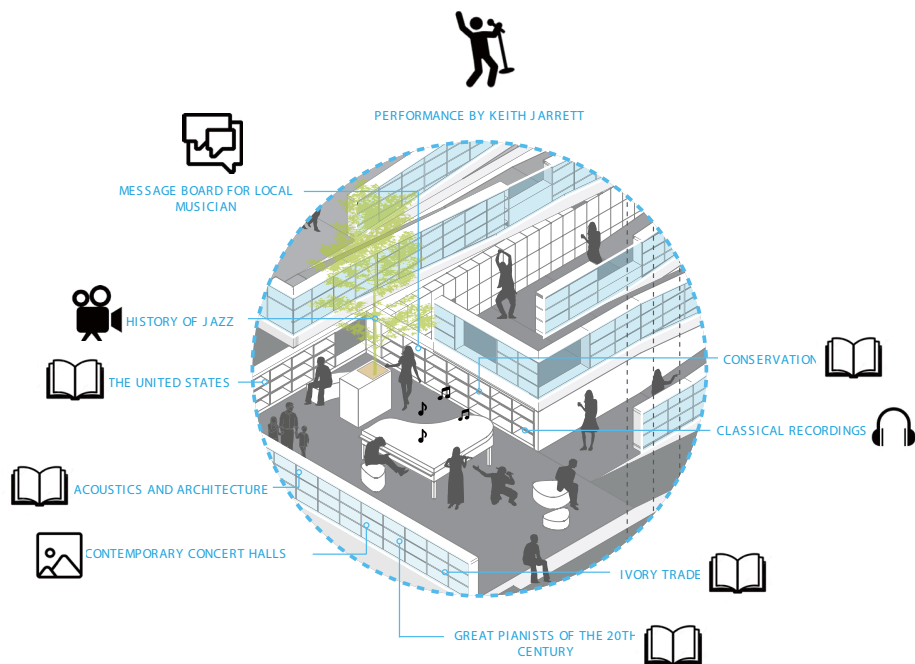 PERFORMANCE BY KEITH JARRETT
MESSAGE BOARD FOR LOCAL
MUSICIAN
HISTORY OF JAZZ
THE UNITED STATES
CONSERVATION
CLASSICAL RECORDINGS
ACOUSTICS AND ARCHITECTURE
CONTEMPORARY CONCERT HALLS
IVORY TRADE
GREAT PIANISTS OF THE 20TH
CENTURY